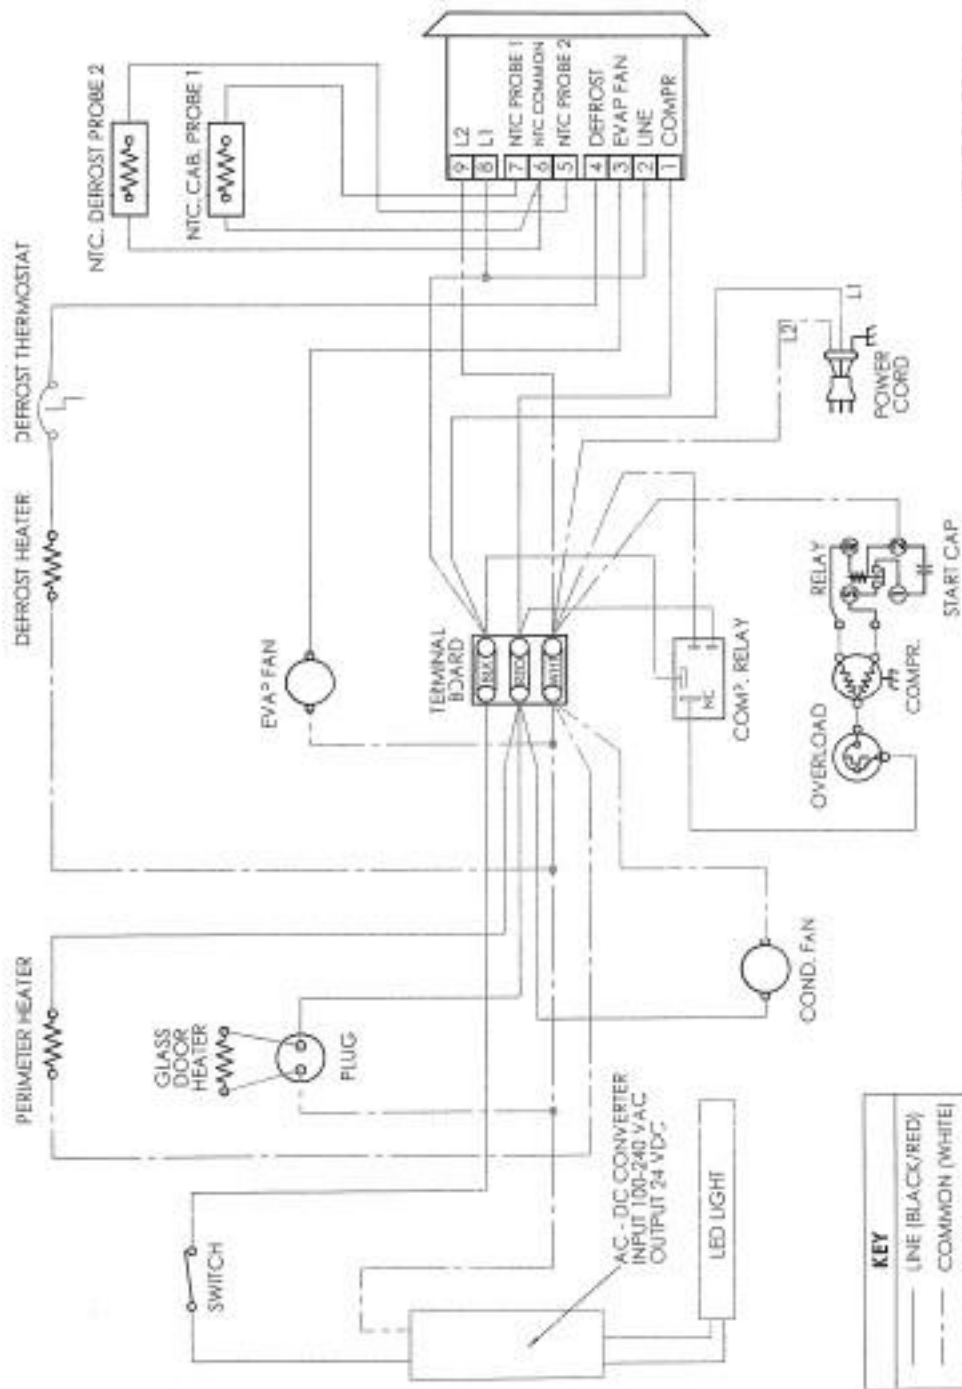 NTC. DEFROST PROBE 2
NTC. CAB. PROBE 1
9 L2
8 L1
7 NTC PROBE 1
6 NTC COMMON
5 NTC PROBE 2
4 DEFROST
3 EVAP FAN
2 LINE
1 COMPR
DEFROST THERMOSTAT
DEFROST HEATER
EVAP FAN
TERMINAL
BOARD
BLK
RED
WHT
L1
L2
POWER
CORD
NC
COMP. RELAY
RELAY
START CAP
OVERLOAD
COMPR.
PERIMETER HEATER
GLASS
DOOR
HEATER
PLUG
COND. FAN
SWITCH
AC - DC CONVERTER
INPUT 100-240 VAC
OUTPUT 24 VDC
LED LIGHT
KEY
LINE (BLACK/RED)
COMMON (WHITE)